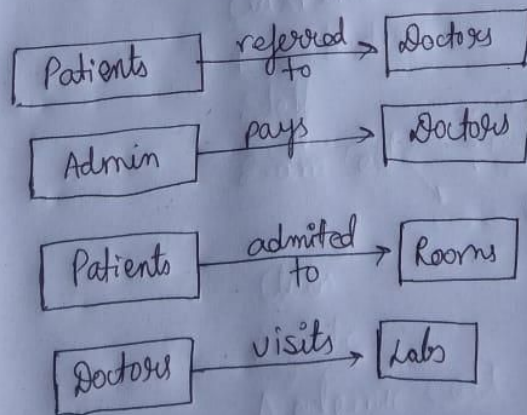 Patients referred to Doctors
Admin pays Doctors
Patients admited to Rooms
Doctors visits Labs